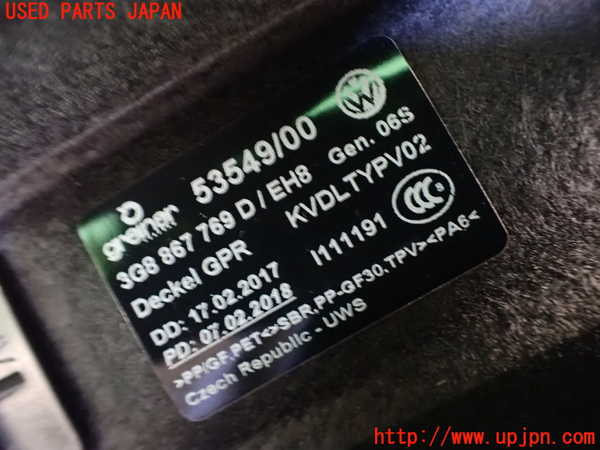 USED PARTS JAPAN
greiner
53549/00
3G8 867 769 D / EH8 Gen. 06S
Deckel GPR KVDLTYPV02
DD: 17.02.2017 I111191
PD: 07.02.2018
>PP/GF.PET<>SBR.PP-GF30.TPV><PA6<
Czech Republic - UWS
http://www.upjpn.com/